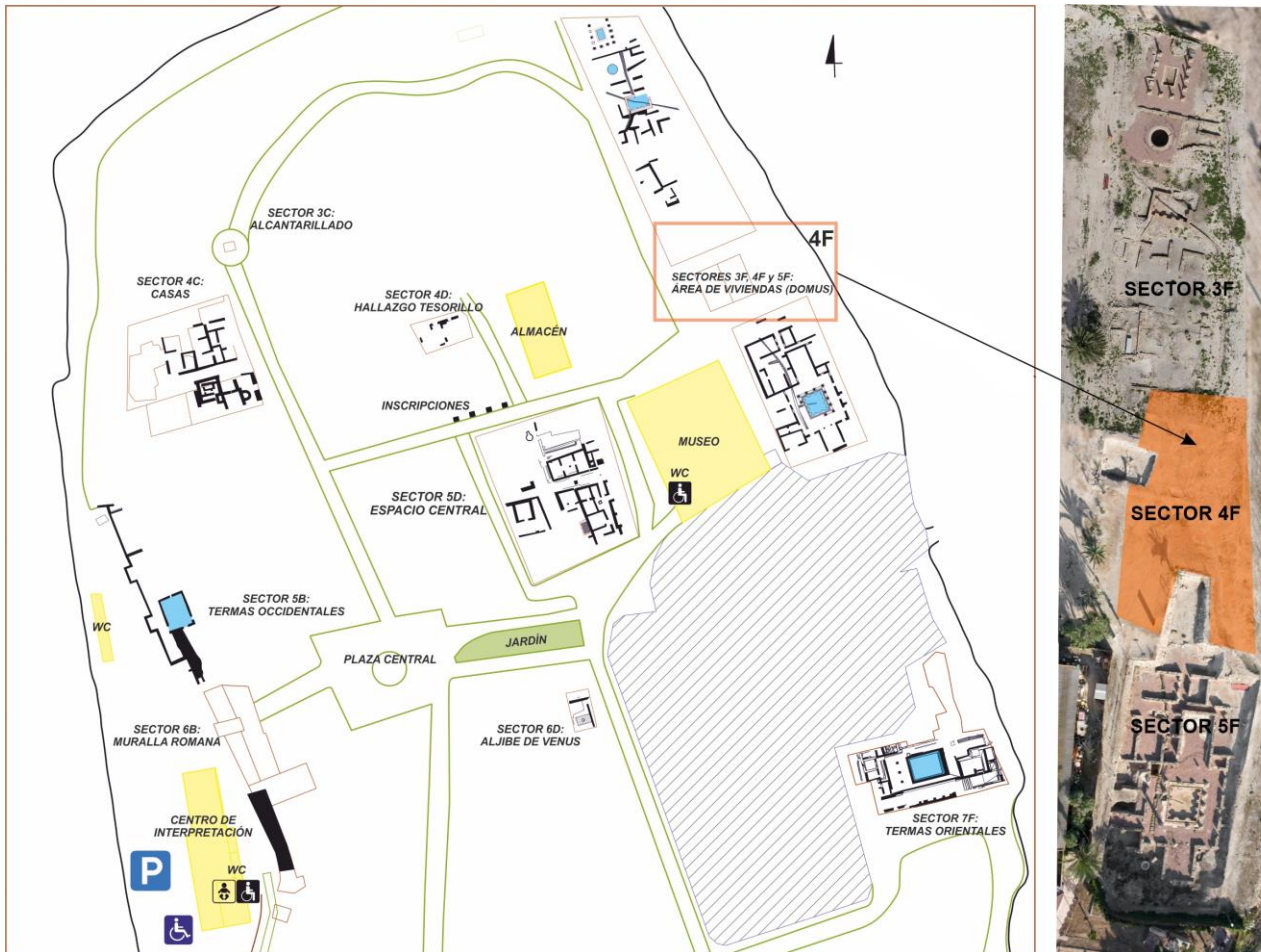 SECTOR 3C:
ALCANTARILLADO
4F
SECTOR 4C:
CASAS
SECTOR 4D:
HALLAZGO TESORILLO
SECTORES 3F, 4F y 5F:
ÁREA DE VIVIENDAS (DOMUS)
ALMACÉN
INSCRIPCIONES
MUSEO
WC
SECTOR 5D:
ESPACIO CENTRAL
SECTOR 5B:
TERMAS OCCIDENTALES
WC
JARDÍN
PLAZA CENTRAL
SECTOR 6B:
MURALLA ROMANA
SECTOR 6D:
ALJIBE DE VENUS
CENTRO DE
INTERPRETACIÓN
WC
P
SECTOR 7F:
TERMAS ORIENTALES
SECTOR 3F
SECTOR 4F
SECTOR 5F